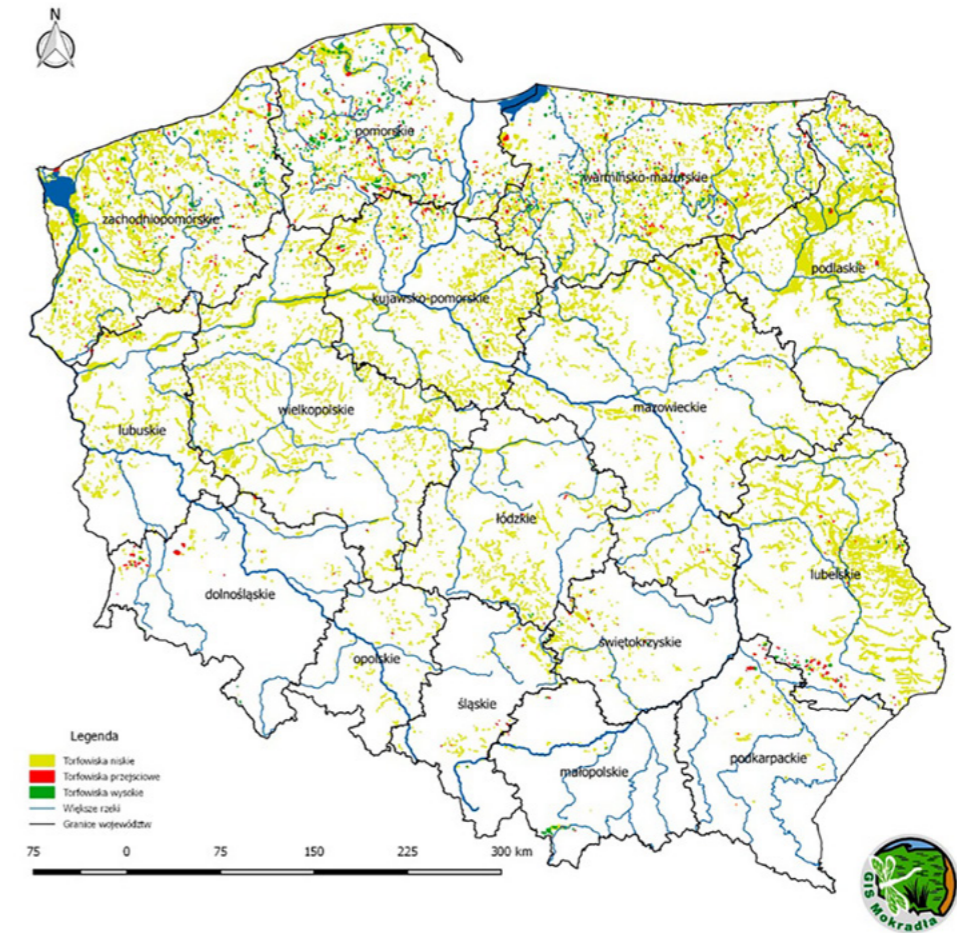 N
pomorskie
warmińsko-mazurskie
zachodniopomorskie
podlaskie
kujawsko-pomorskie
mazowieckie
wielkopolskie
lubuskie
łódzkie
lubelskie
dolnośląskie
świętokrzyskie
opolskie
śląskie
podkarpackie
małopolskie
Legenda
Torfowiska niskie
Torfowiska przejsciowe
Torfowiska wysokie
Większe rzeki
Granice województw
75 0 75 150 225 300 km
GIS Mokradła